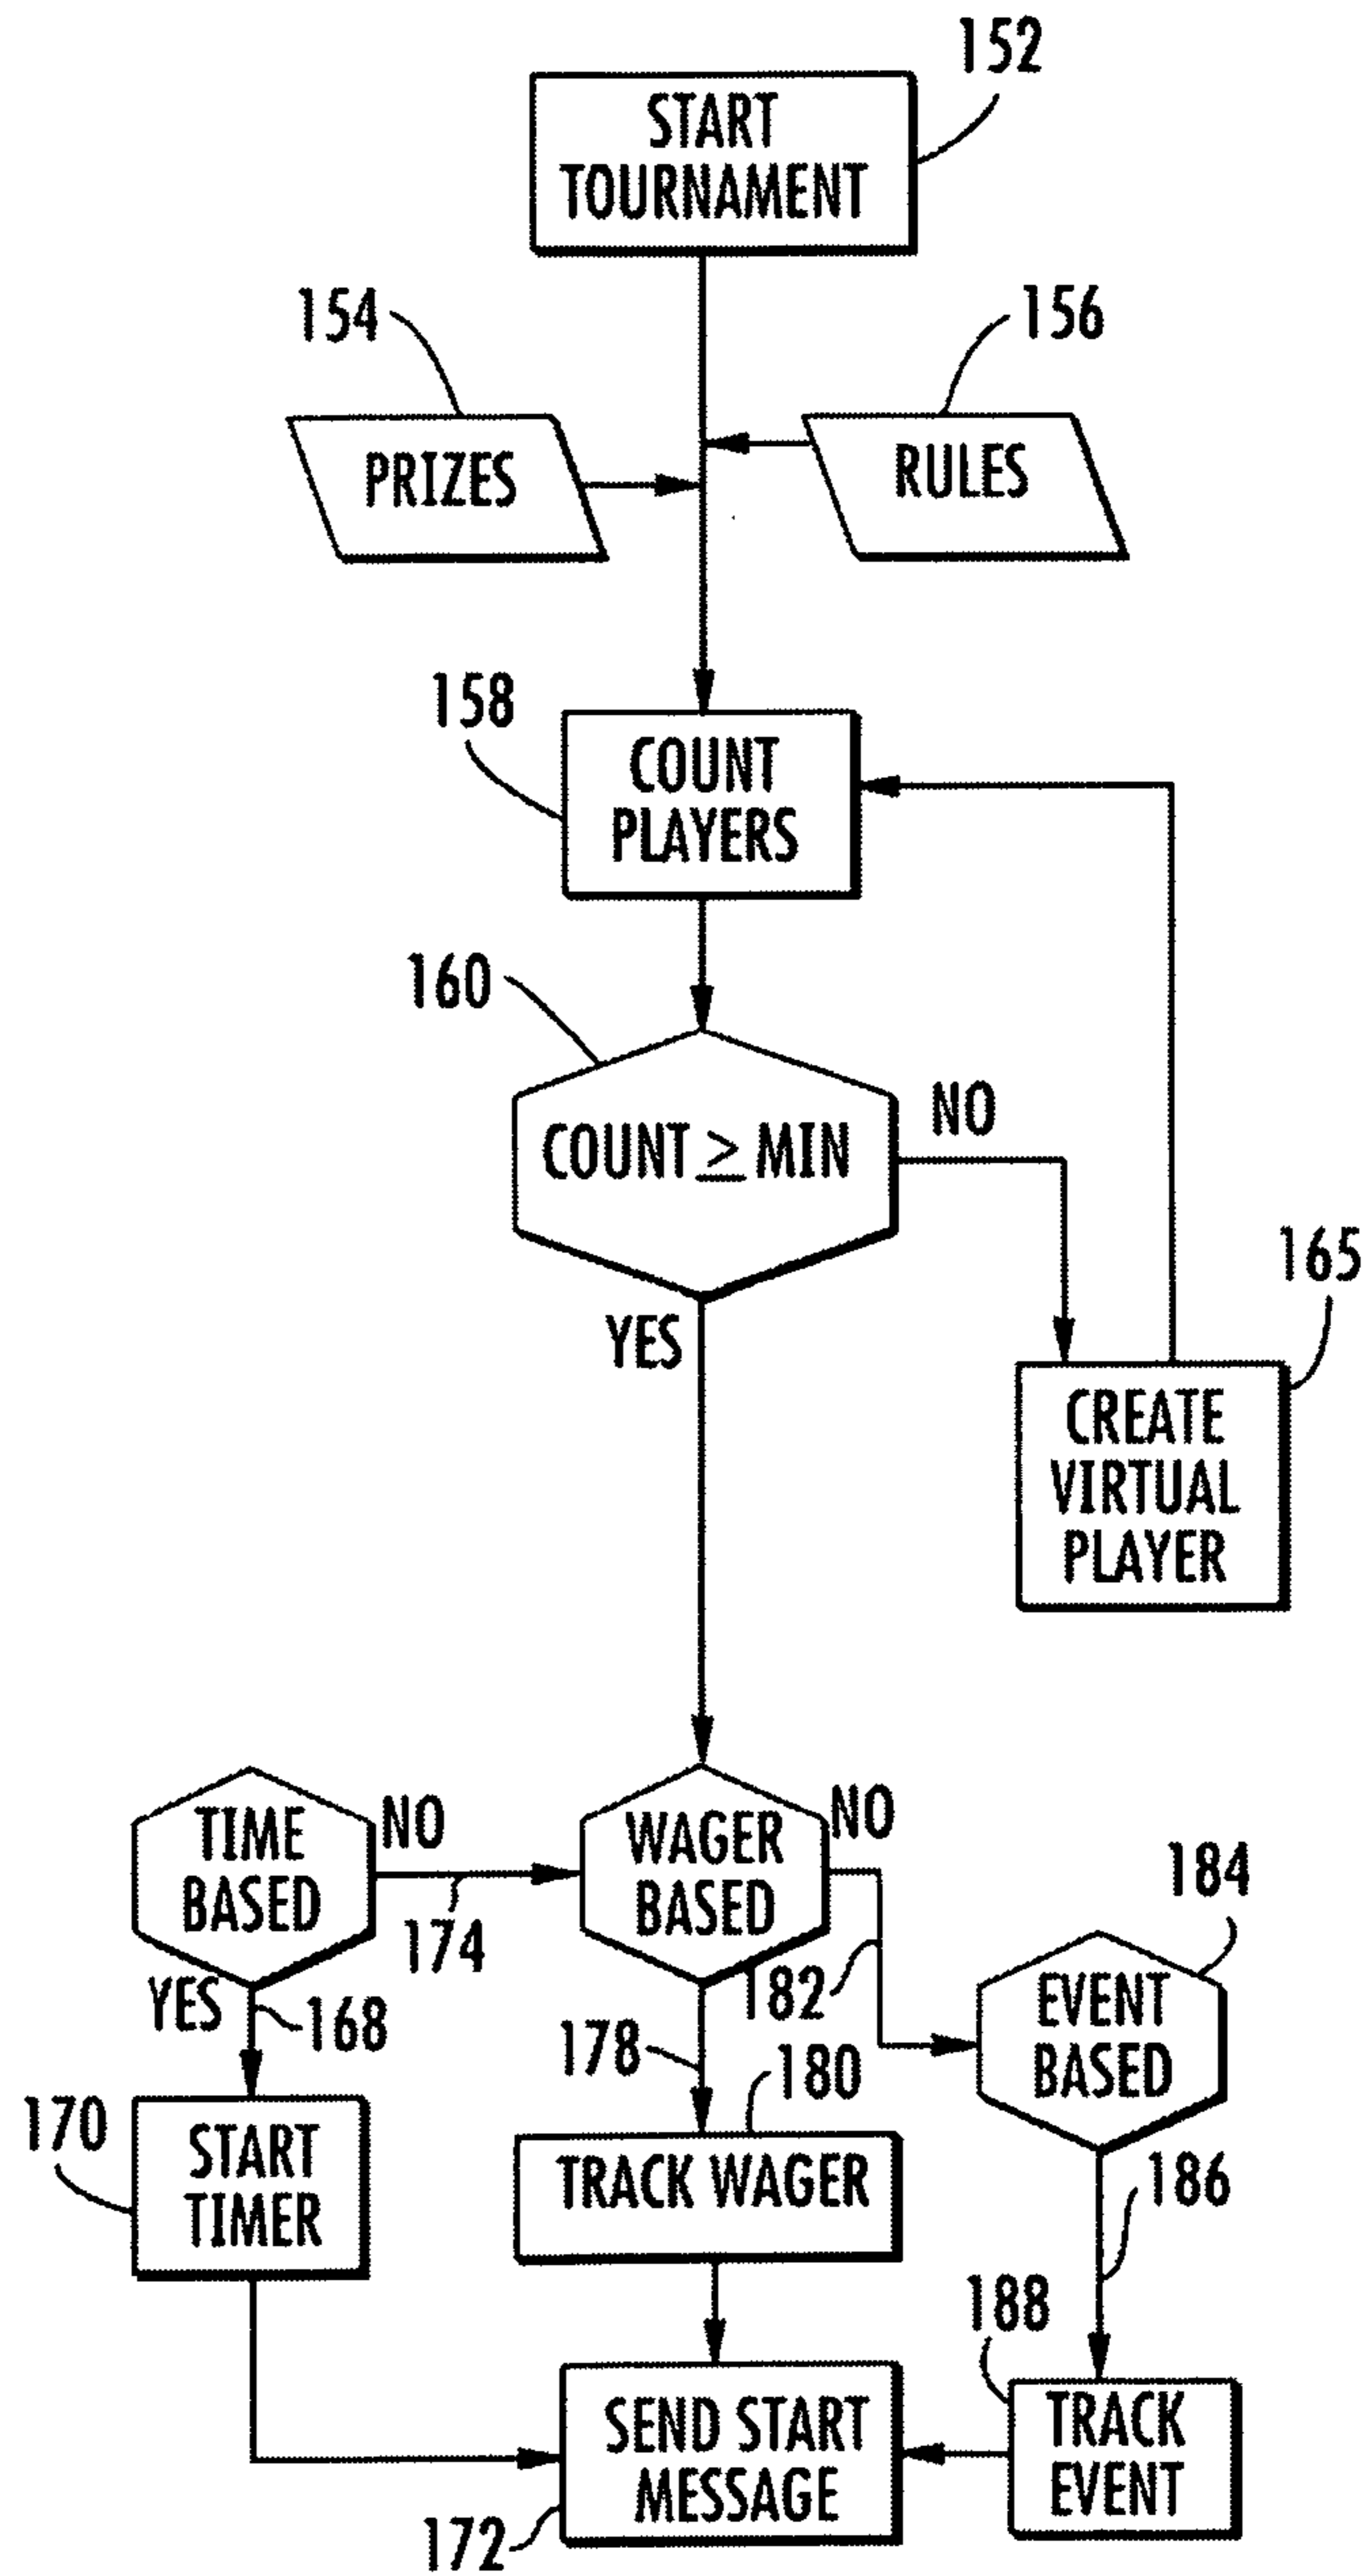 152
START
TOURNAMENT
154
156
PRIZES
RULES
158
COUNT
PLAYERS
160
COUNT ≥ MIN
NO
165
YES
CREATE
VIRTUAL
PLAYER
TIME
BASED
NO
174
WAGER
BASED
NO
182
184
EVENT
BASED
YES
168
178
180
186
170
START
TIMER
TRACK WAGER
188
SEND START
MESSAGE
172
TRACK
EVENT